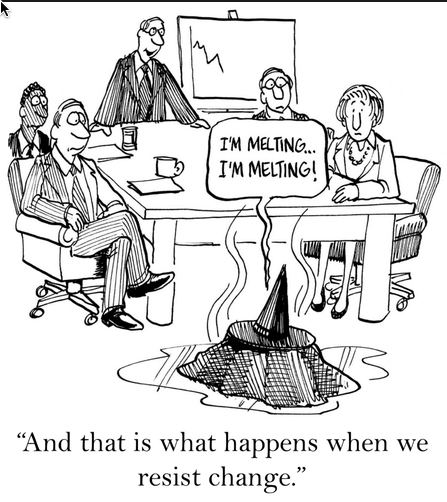 I'M MELTING...
I'M MELTING!
“And that is what happens when we
resist change.”